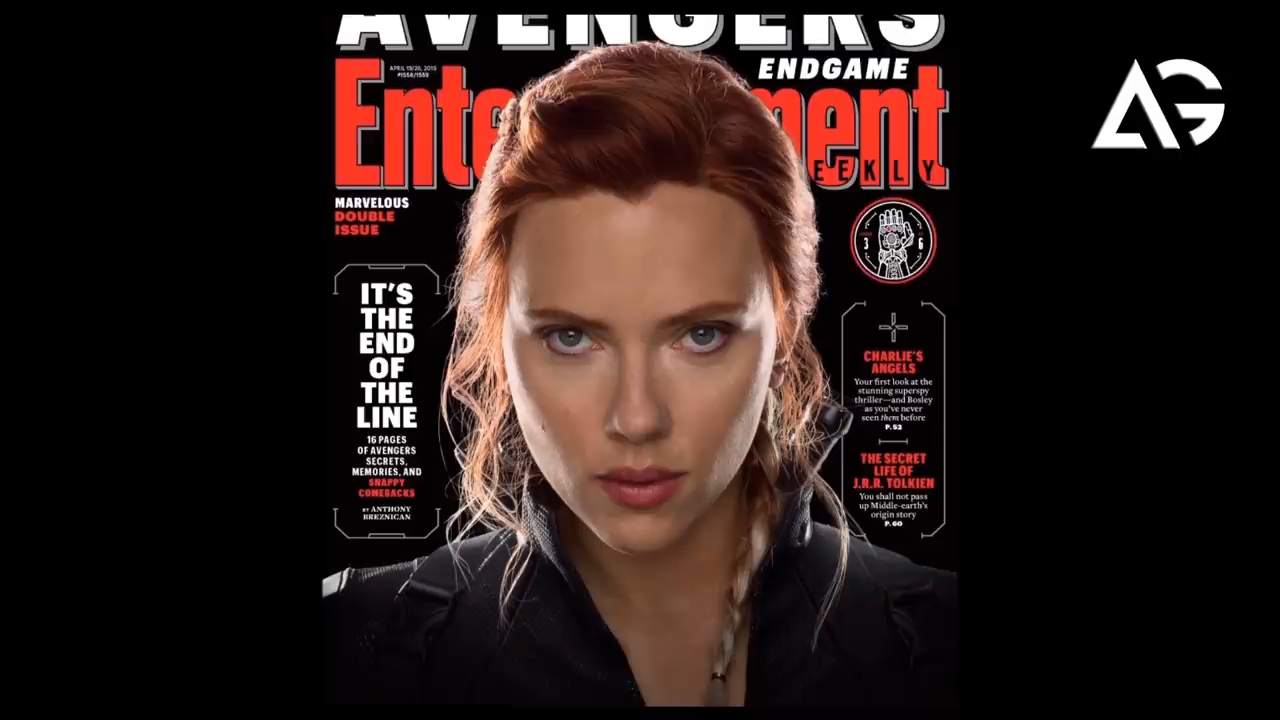 AVENGERS
ENDGAME
APRIL 19/26, 2019
#1558/1559
Ente ment
EEKLY
MARVELOUS
DOUBLE
ISSUE
IT'S
THE
END
OF
THE
LINE
16 PAGES
OF AVENGERS
SECRETS,
MEMORIES, AND
SNAPPY
COMEBACKS
BY ANTHONY
BREZNICAN
3 6
CHARLIE'S
ANGELS
Your first look at the
stunning superspy
thriller—and Bosley
as you've never
seen them before
P.52
THE SECRET
LIFE OF
J.R.R. TOLKIEN
You shall not pass
up Middle-earth's
origin story
P.60
AG